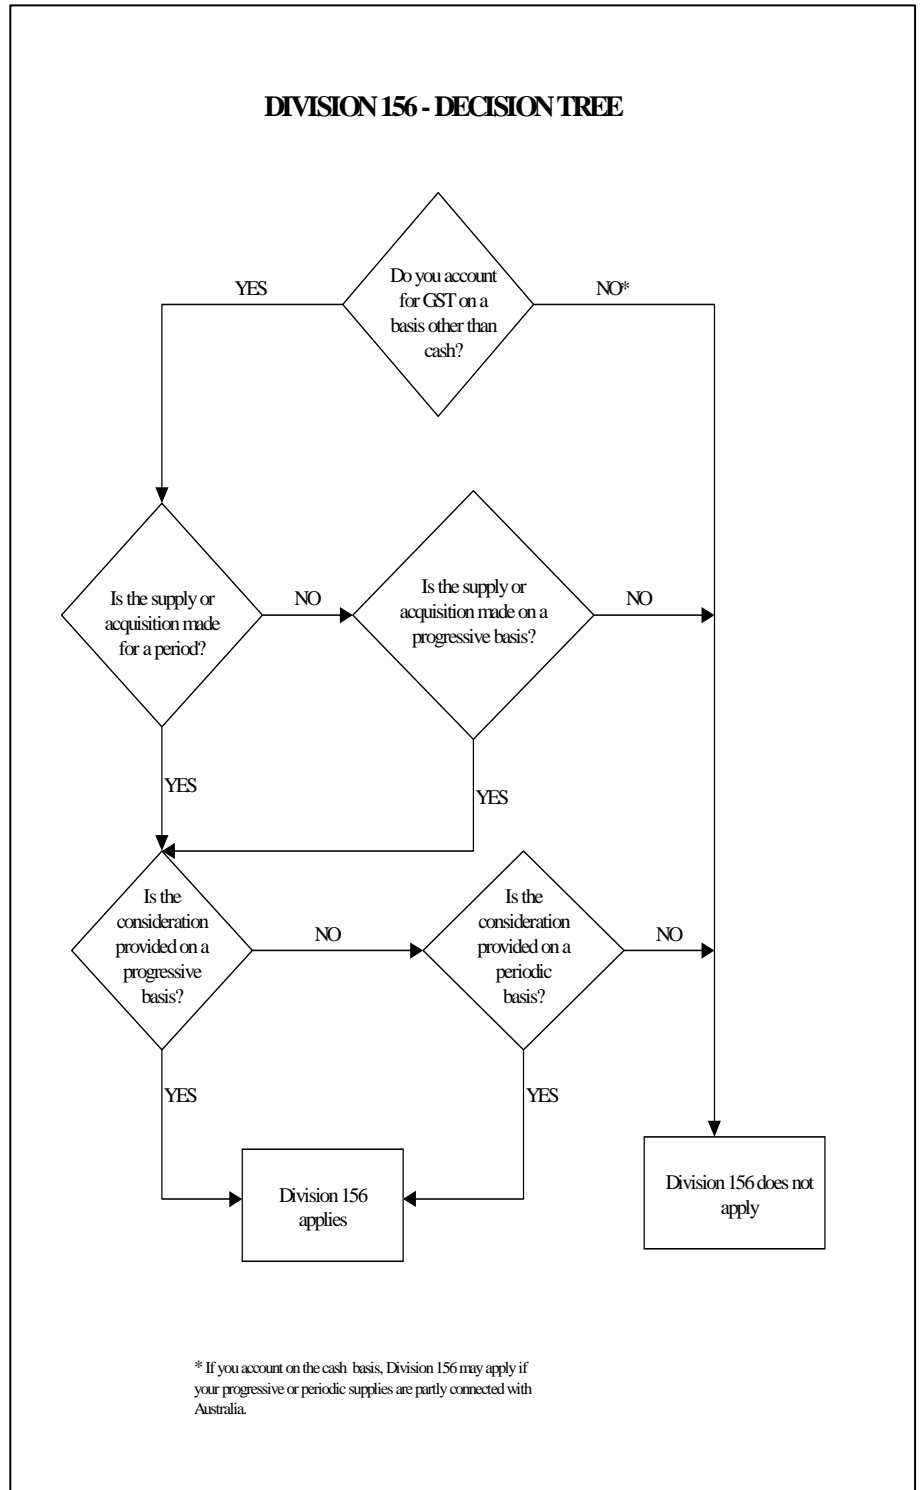 DIVISION 156 - DECISION TREE
Do you account
for GST on a
basis other than
cash?
YES
NO*
Is the supply or
acquisition made
for a period?
NO
Is the supply or
acquisition made on a
progressive basis?
NO
YES
YES
Is the
consideration
provided on a
progressive
basis?
NO
Is the
consideration
provided on a
periodic
basis?
NO
YES
YES
Division 156
applies
Division 156 does not
apply
* If you account on the cash basis, Division 156 may apply if
your progressive or periodic supplies are partly connected with
Australia.